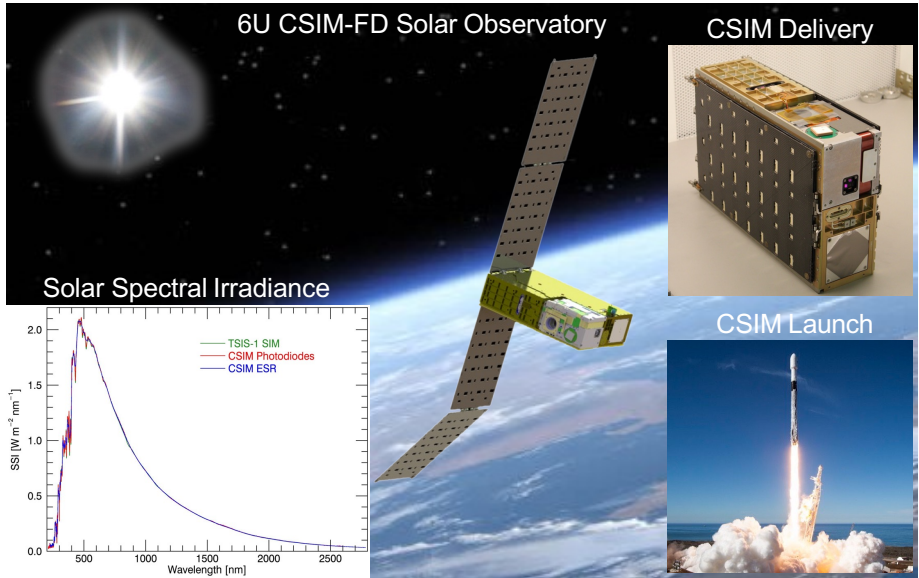 6U CSIM-FD Solar Observatory
CSIM Delivery
Solar Spectral Irradiance
CSIM Launch
TSIS-1 SIM
CSIM Photodiodes
CSIM ESR
SSI [W m⁻² nm⁻¹]
2.0
1.5
1.0
0.5
0.0
500 1000 1500 2000 2500
Wavelength [nm]